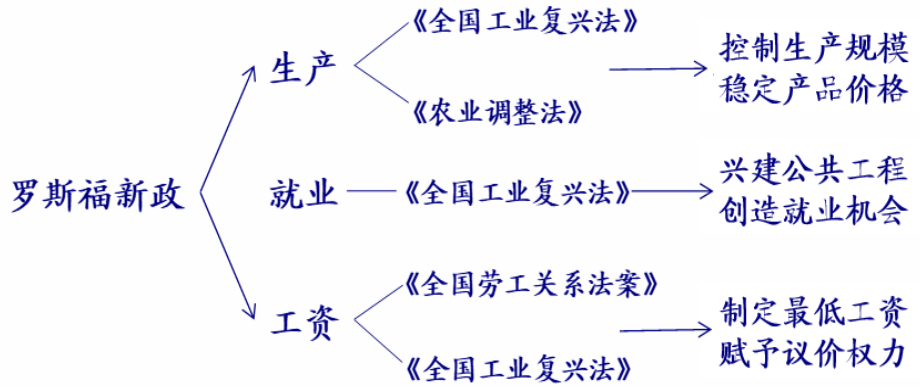 罗斯福新政
生产
《全国工业复兴法》
《农业调整法》
控制生产规模
稳定产品价格
就业
《全国工业复兴法》
兴建公共工程
创造就业机会
工资
《全国劳工关系法案》
《全国工业复兴法》
制定最低工资
赋予议价权力